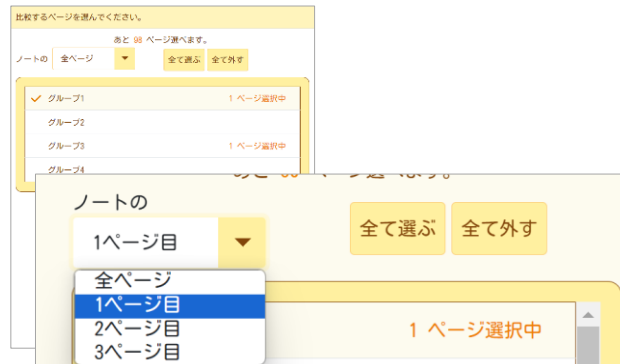 比較するページを選んでください。
あと 98 ページ選べます。
ノートの 全ページ 全て選ぶ 全て外す
グループ1 1 ページ選択中
グループ2
グループ3 1 ページ選択中
グループ4
ノートの
1ページ目 全て選ぶ 全て外す
全ページ
1ページ目 1 ページ選択中
2ページ目
3ページ目